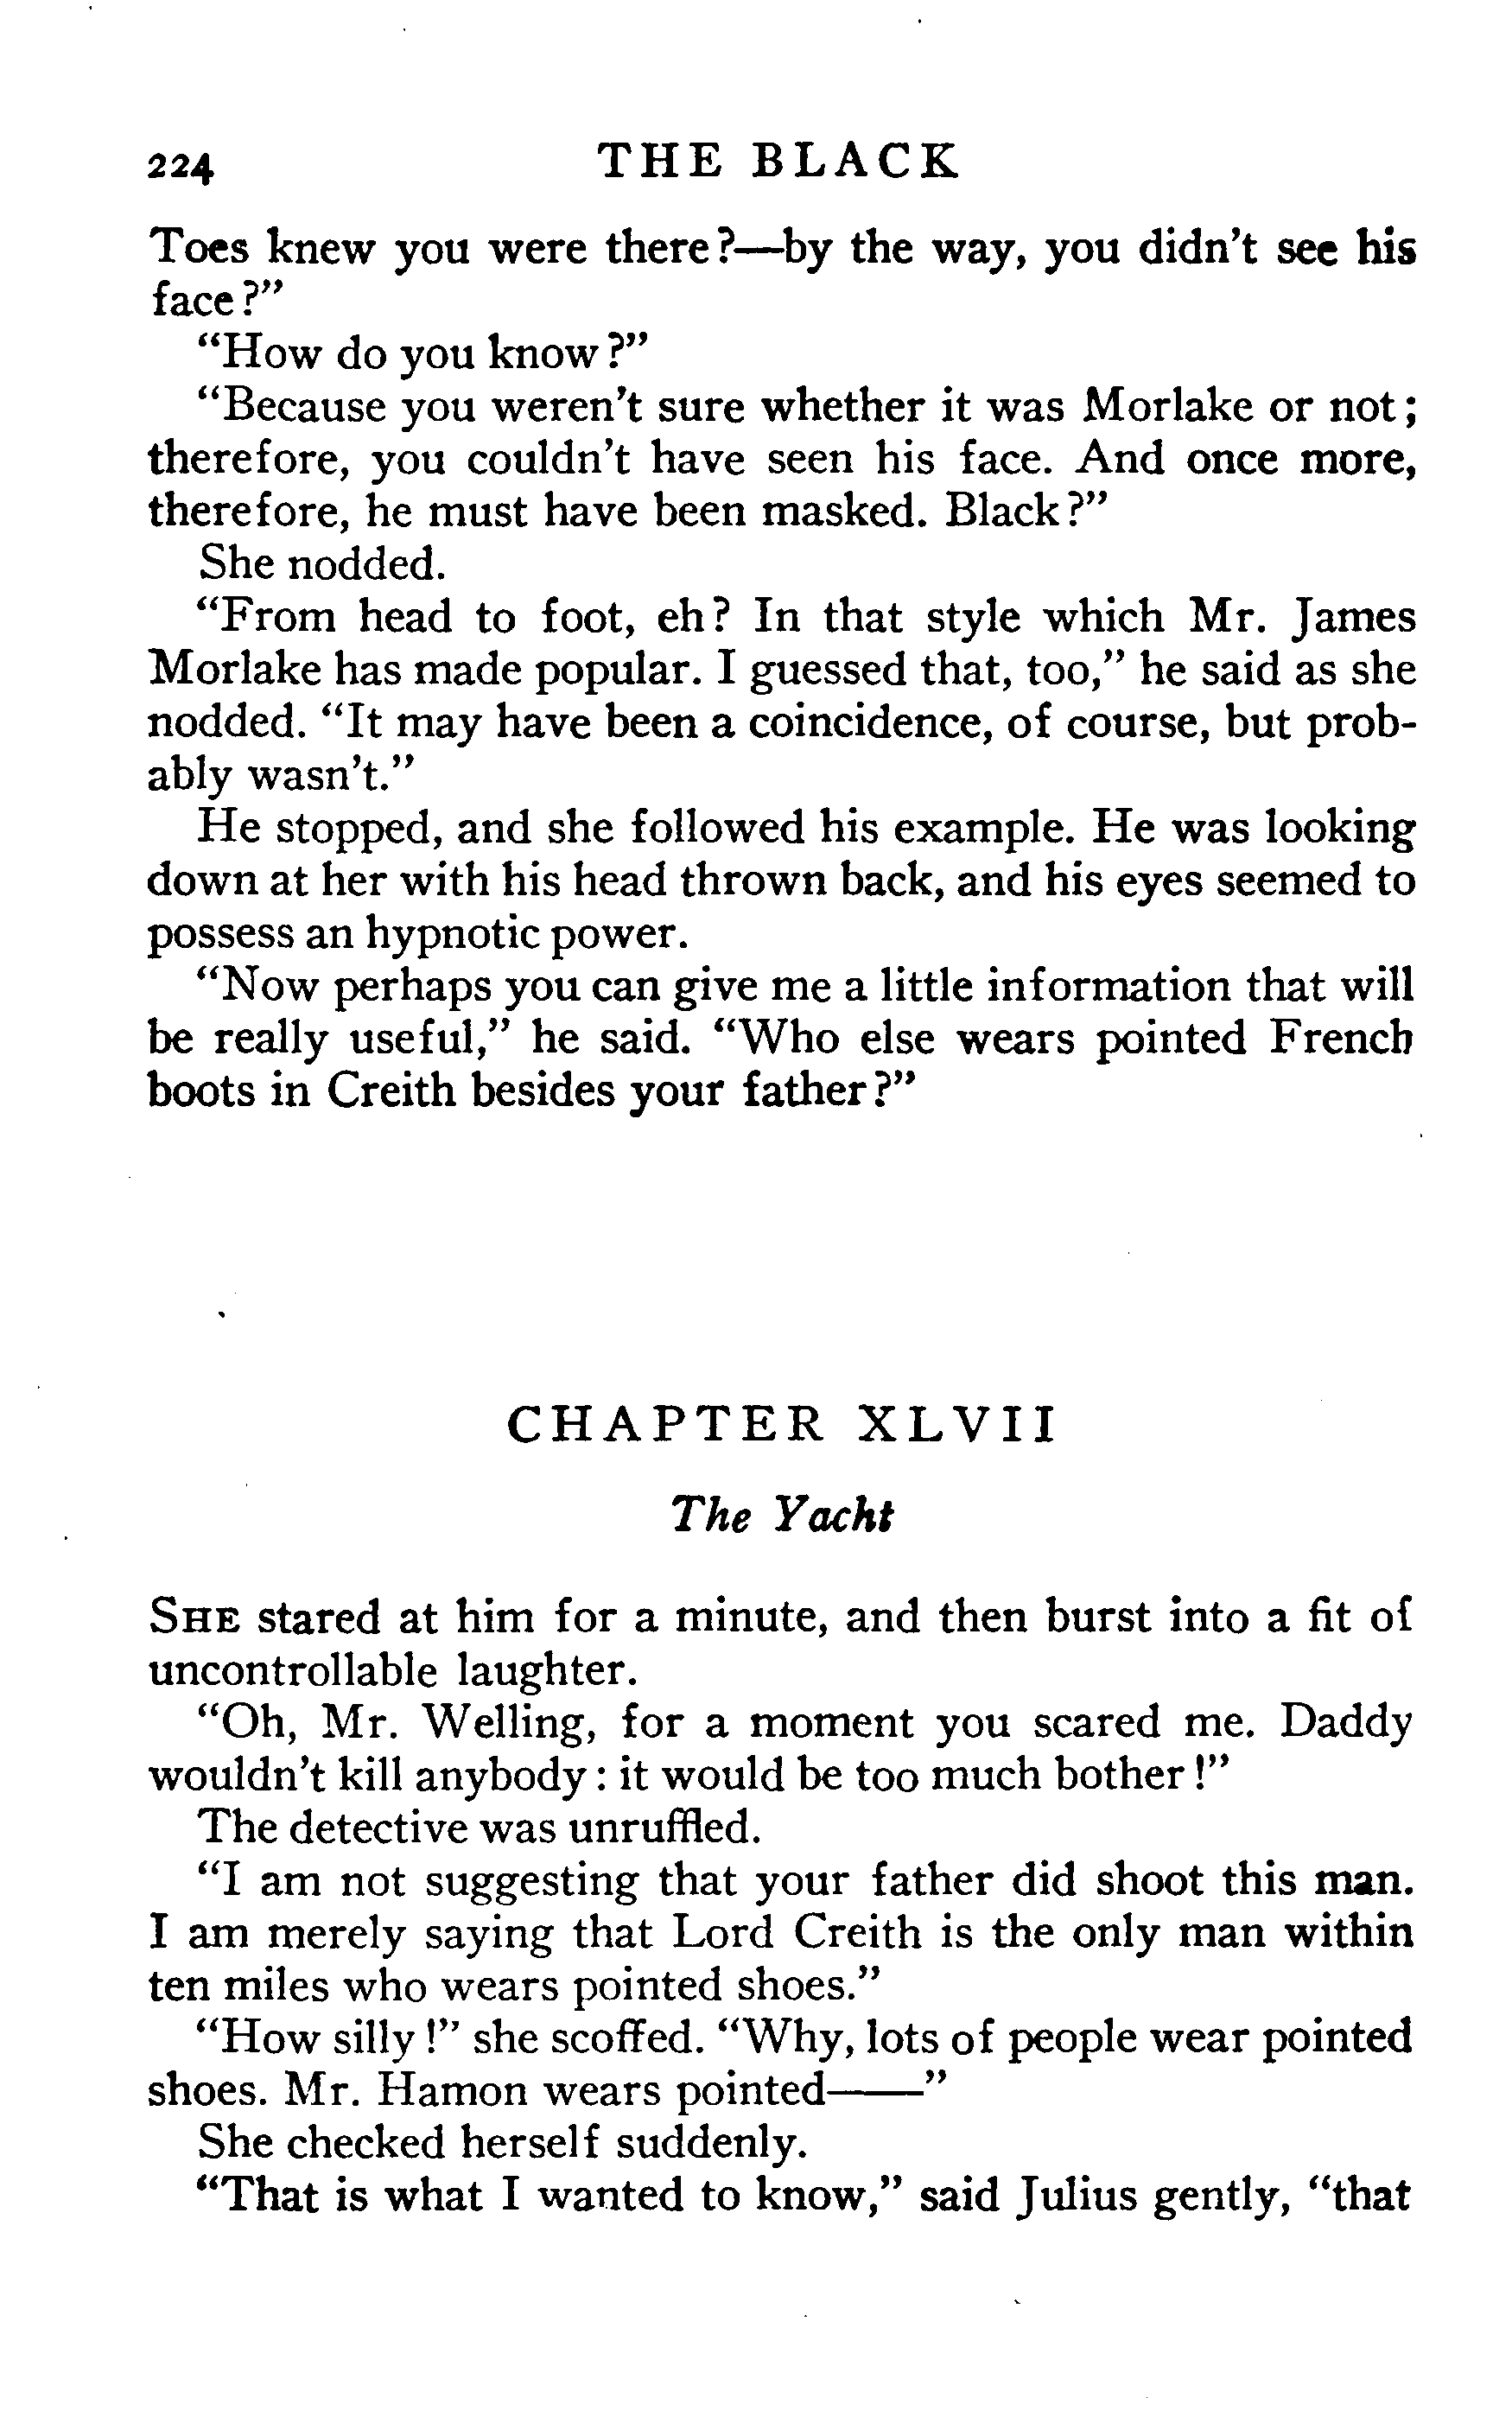 224 THE BLACK
Toes knew you were there?—by the way, you didn't see his
face?"
"How do you know?"
"Because you weren't sure whether it was Morlake or not;
therefore, you couldn't have seen his face. And once more,
therefore, he must have been masked. Black?"
She nodded.
"From head to foot, eh? In that style which Mr. James
Morlake has made popular. I guessed that, too," he said as she
nodded. "It may have been a coincidence, of course, but prob-
ably wasn't."
He stopped, and she followed his example. He was looking
down at her with his head thrown back, and his eyes seemed to
possess an hypnotic power.
"Now perhaps you can give me a little information that will
be really useful," he said. "Who else wears pointed French
boots in Creith besides your father?"
CHAPTER XLVII
The Yacht
SHE stared at him for a minute, and then burst into a fit of
uncontrollable laughter.
"Oh, Mr. Welling, for a moment you scared me. Daddy
wouldn't kill anybody: it would be too much bother!"
The detective was unruffled.
"I am not suggesting that your father did shoot this man.
I am merely saying that Lord Creith is the only man within
ten miles who wears pointed shoes."
"How silly!" she scoffed. "Why, lots of people wear pointed
shoes. Mr. Hamon wears pointed——"
She checked herself suddenly.
"That is what I wanted to know," said Julius gently, "that